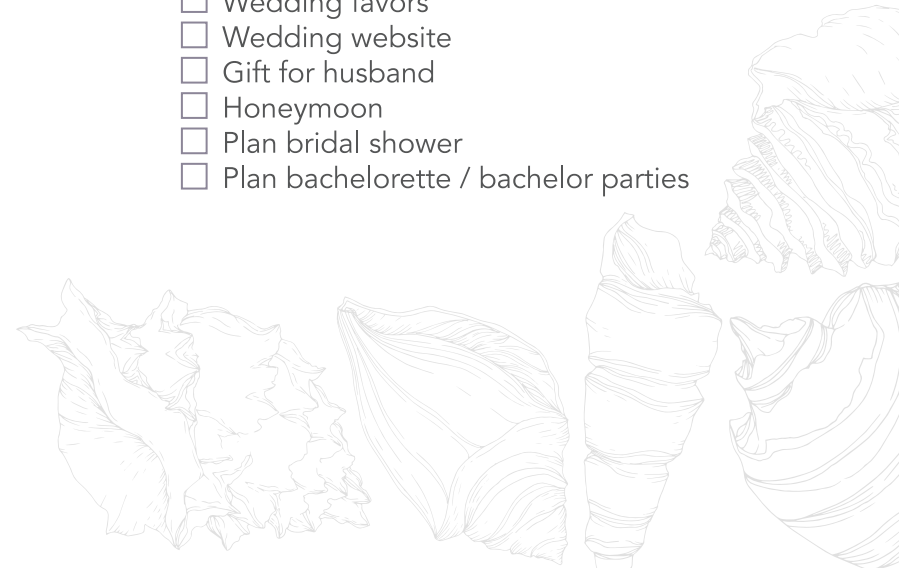 Wedding favors
Wedding website
Gift for husband
Honeymoon
Plan bridal shower
Plan bachelorette / bachelor parties